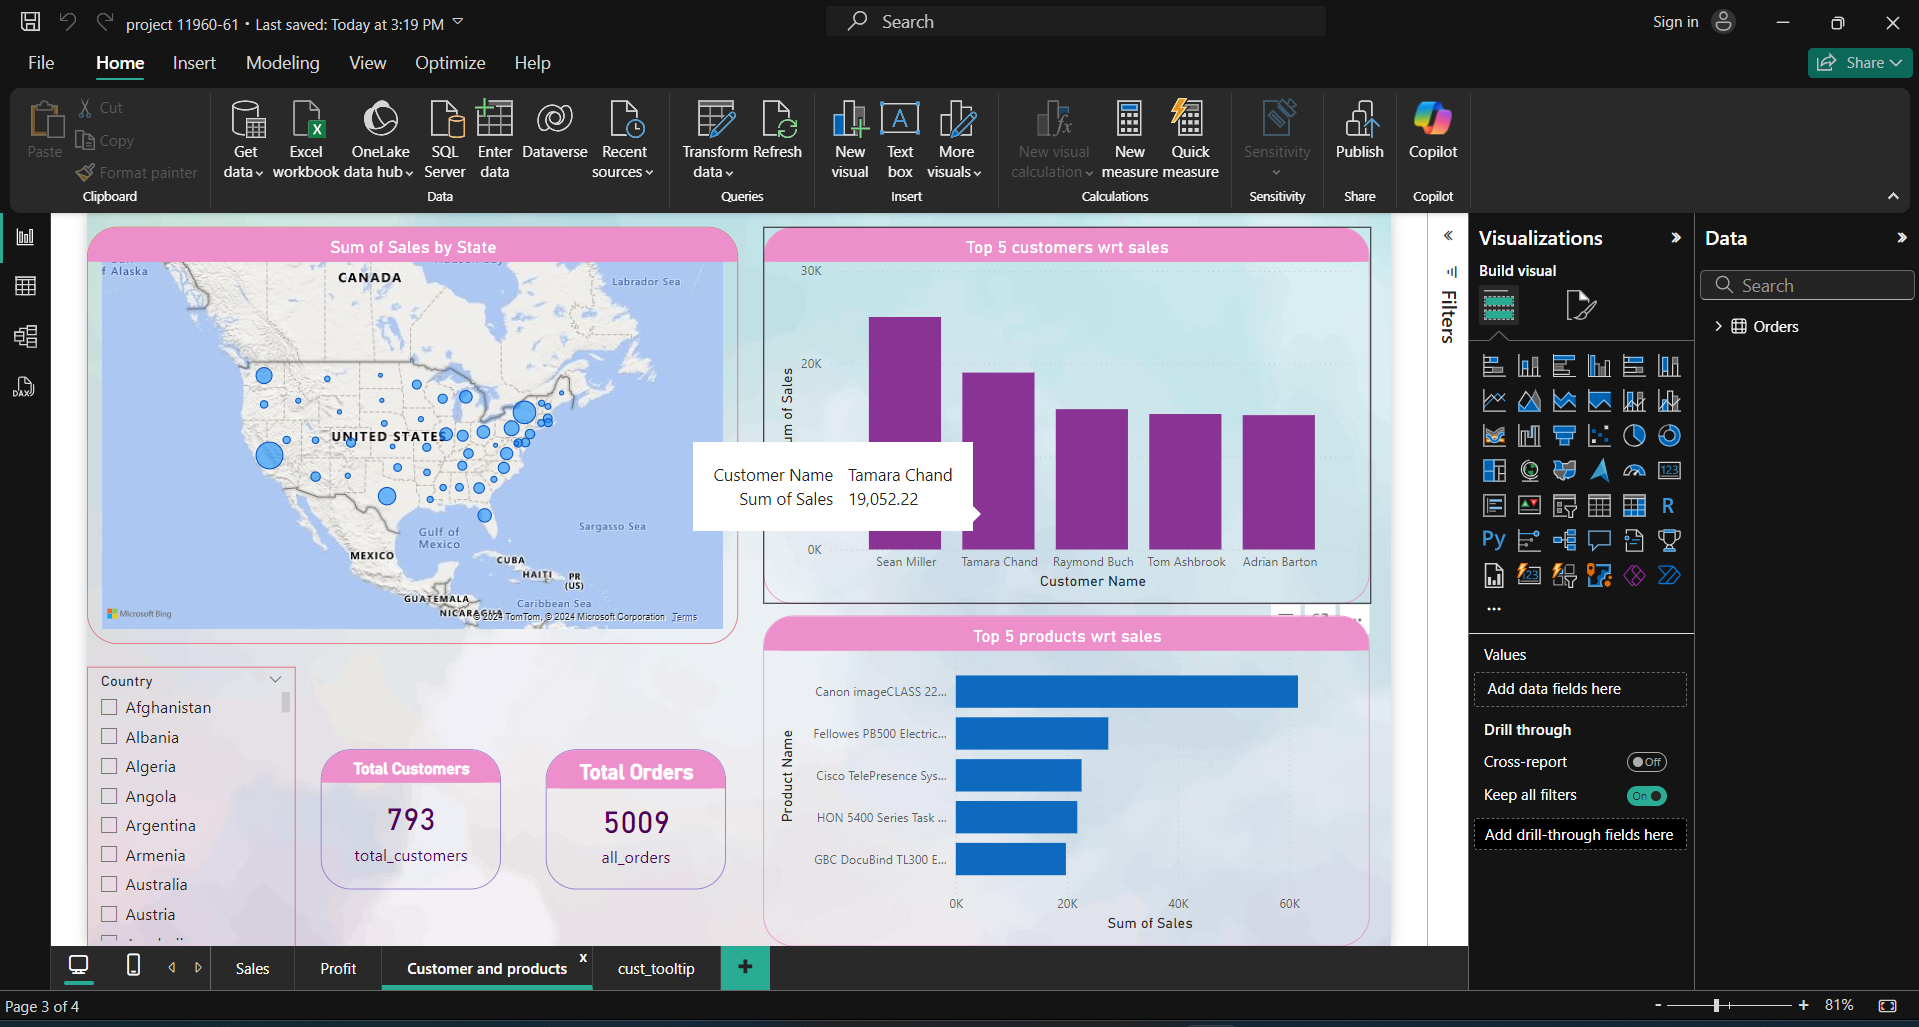 project 11960-61 • Last saved: Today at 3:19 PM
Search
Sign in
File
Home
Insert
Modeling
View
Optimize
Help
Share
Paste
Cut
Copy
Format painter
Clipboard
Get data
Excel workbook
OneLake data hub
SQL Server
Enter data
Dataverse
Recent sources
Data
Transform data
Refresh
Queries
New visual
Text box
More visuals
Insert
New visual calculation
New measure
Quick measure
Calculations
Sensitivity
Sensitivity
Publish
Share
Copilot
Copilot
DAX
Sum of Sales by State
f Alaska
CANADA
Labrador Sea
UNITED STATES
Gulf of Mexico
Sargasso Sea
MEXICO
CUBA
HAITI
PR (US)
GUATEMALA
Caribbean Sea
NICARAGUA
Microsoft Bing
© 2024 TomTom, © 2024 Microsoft Corporation Terms
Top 5 customers wrt sales
30K
20K
0K
um of Sales
Customer Name Tamara Chand
Sum of Sales 19,052.22
Sean Miller
Tamara Chand
Raymond Buch
Tom Ashbrook
Adrian Barton
Customer Name
Country
Afghanistan
Albania
Algeria
Angola
Argentina
Armenia
Australia
Austria
Total Customers
793
total_customers
Total Orders
5009
all_orders
Top 5 products wrt sales
Product Name
Canon imageCLASS 22...
Fellowes PB500 Electric...
Cisco TelePresence Sys...
HON 5400 Series Task ...
GBC DocuBind TL300 E...
0K
20K
40K
60K
Sum of Sales
Filters
Visualizations
Build visual
123
R
Py
123
Values
Add data fields here
Drill through
Cross-report
Off
Keep all filters
On
Add drill-through fields here
Data
Search
Orders
Sales
Profit
Customer and products
x
cust_tooltip
+
Page 3 of 4
-
+
81%